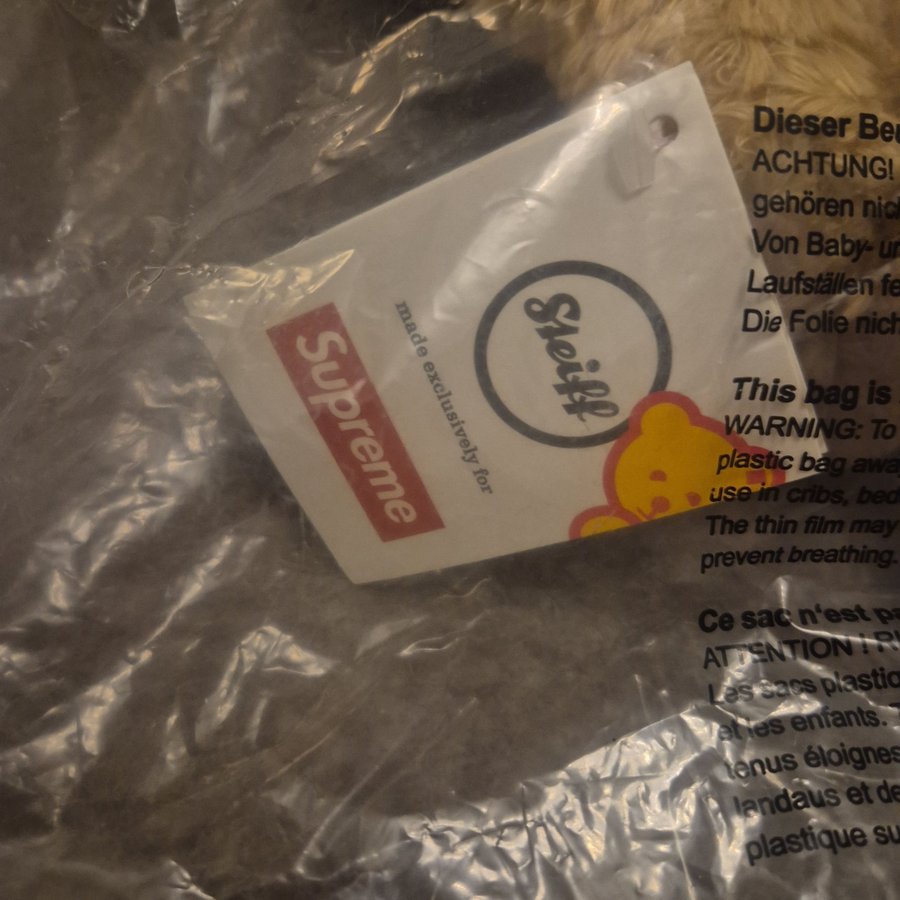 Steiff
made exclusively for
Supreme
Dieser
ACHTUNG!
gehören
Von Baby-
Laufställen
Die Folie
This bag is
WARNING: To
plastic bag
use in cribs,
The thin film may
prevent breathing.
Ce sac n'est
ATTENTION !
Les sacs
et les enfants.
tenus
landaus et
plastique